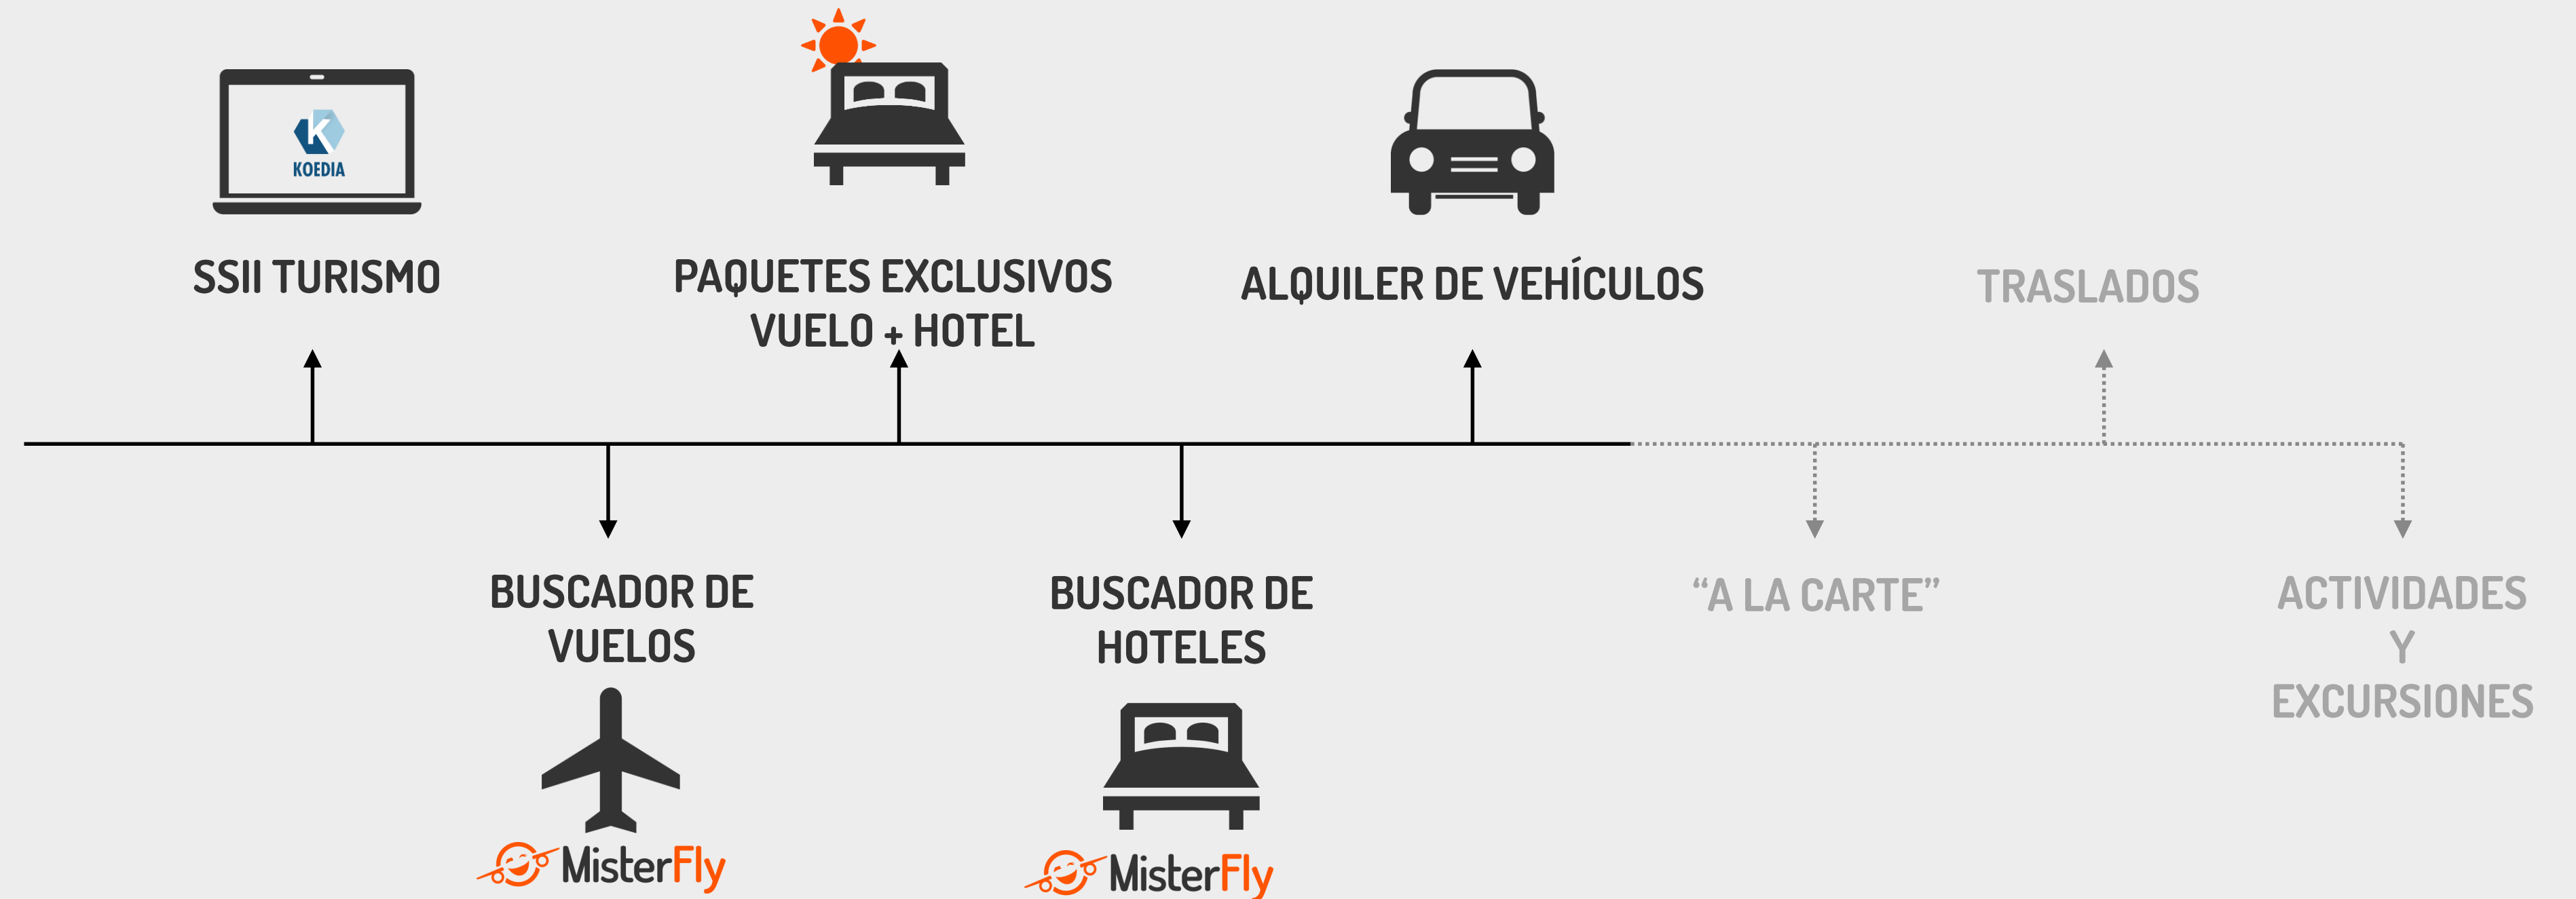 KOEDIA
SSII TURISMO
PAQUETES EXCLUSIVOS
VUELO + HOTEL
ALQUILER DE VEHÍCULOS
TRASLADOS
BUSCADOR DE
VUELOS
MisterFly
BUSCADOR DE
HOTELES
MisterFly
“A LA CARTE”
ACTIVIDADES
Y
EXCURSIONES